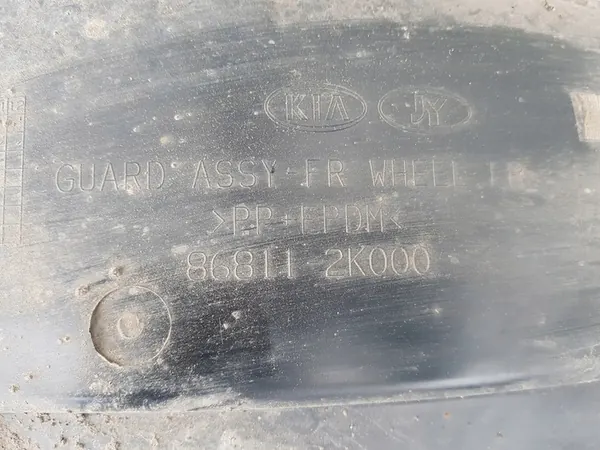 KIA JY
GUARD ASSY-FR WHEEL
>PP+EPDM<
86811-2K000